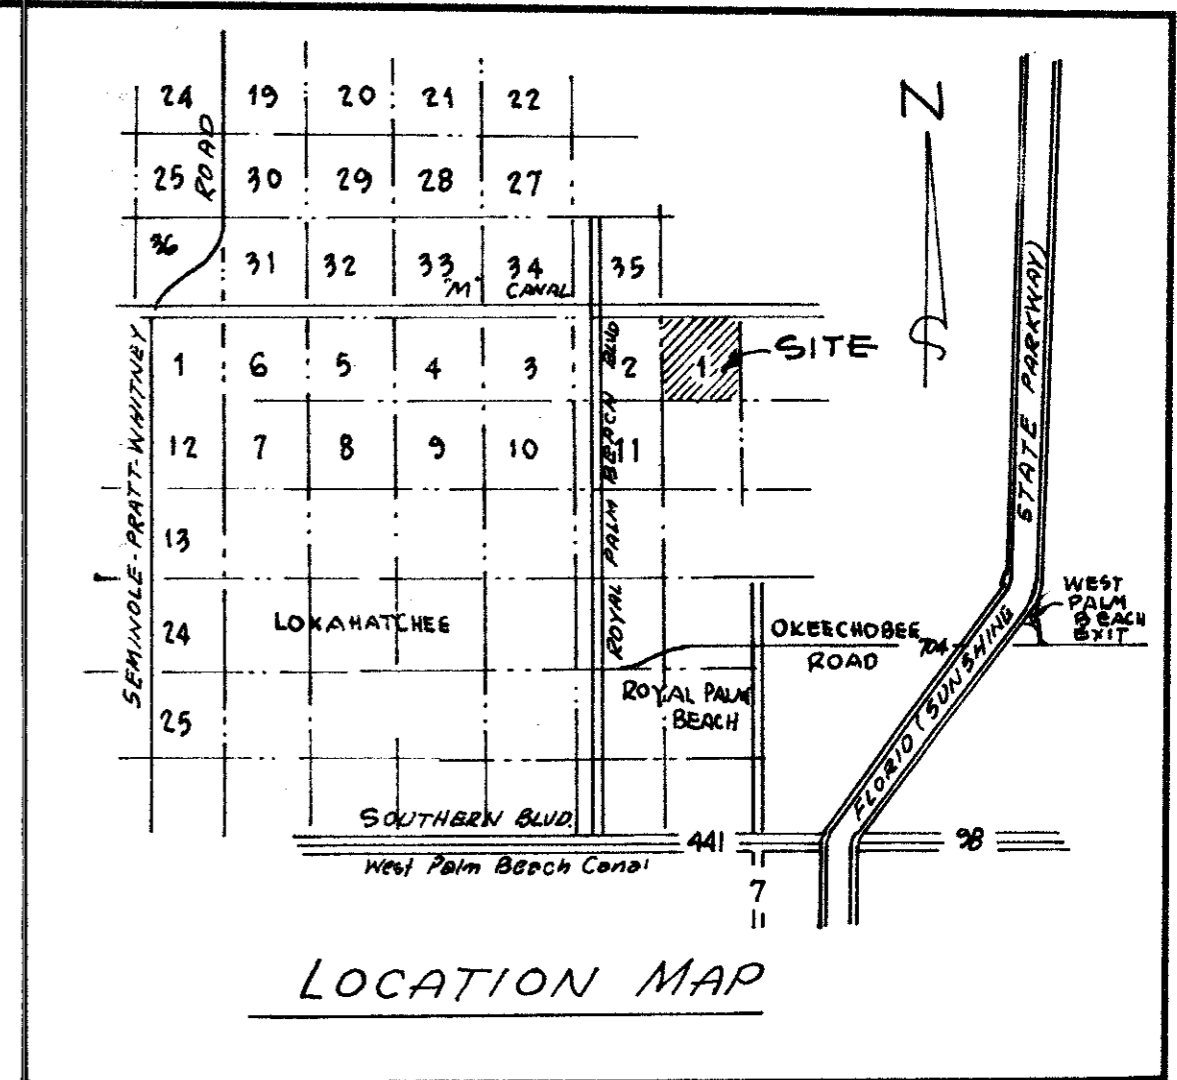 24 19 20 21 22
N
ROAD
25 30 29 28 27
36 31 32 33 34 35
"M" CANAL
STATE PARKWAY)
SEMINOLE-PRATT-WHITNEY
1 6 5 4 3 2 1
SITE
ROYAL PALM BEACH BLVD
12 7 8 9 10 11
13
WEST
PALM
BEACH
EXIT
24
LOXAHATCHEE
OKEECHOBEE
ROAD
704
FLORID (SUNSHING
ROYAL PALM
BEACH
25
SOUTHERN BLVD.
441
98
West Palm Beach Canal
7
LOCATION MAP